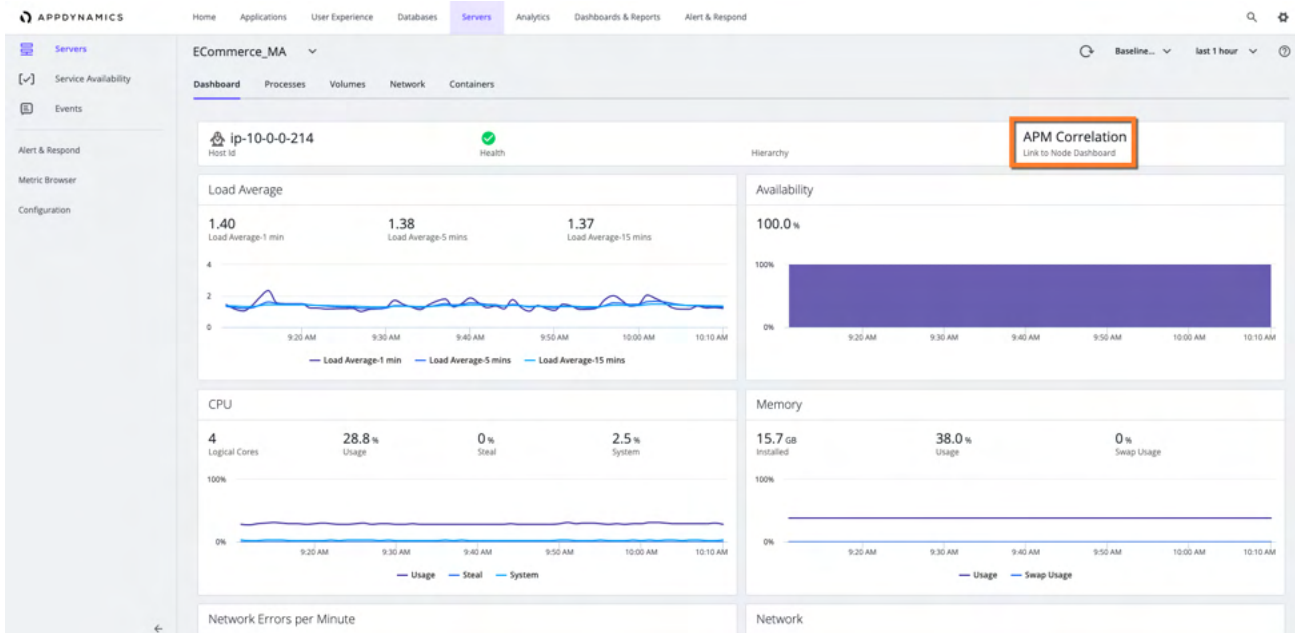 APPDYNAMICS
Home Applications User Experience Databases Servers Analytics Dashboards & Reports Alert & Respond
Servers
Service Availability
Events
Alert & Respond
Metric Browser
Configuration
ECommerce_MA
Baseline... last 1 hour
Dashboard Processes Volumes Network Containers
ip-10-0-0-214
Host Id
Health
Hierarchy
APM Correlation
Link to Node Dashboard
Load Average
1.40 1.38 1.37
Load Average-1 min Load Average-5 mins Load Average-15 mins
4
2
0
9:20 AM 9:30 AM 9:40 AM 9:50 AM 10:00 AM 10:10 AM
Load Average-1 min Load Average-5 mins Load Average-15 mins
Availability
100.0 %
100%
0%
9:20 AM 9:30 AM 9:40 AM 9:50 AM 10:00 AM 10:10 AM
CPU
4 28.8 % 0 % 2.5 %
Logical Cores Usage Steal System
100%
0%
9:20 AM 9:30 AM 9:40 AM 9:50 AM 10:00 AM 10:10 AM
Usage Steal System
Memory
15.7 GB 38.0 % 0 %
Installed Usage Swap Usage
100%
0%
9:20 AM 9:30 AM 9:40 AM 9:50 AM 10:00 AM 10:10 AM
Usage Swap Usage
Network Errors per Minute
Network